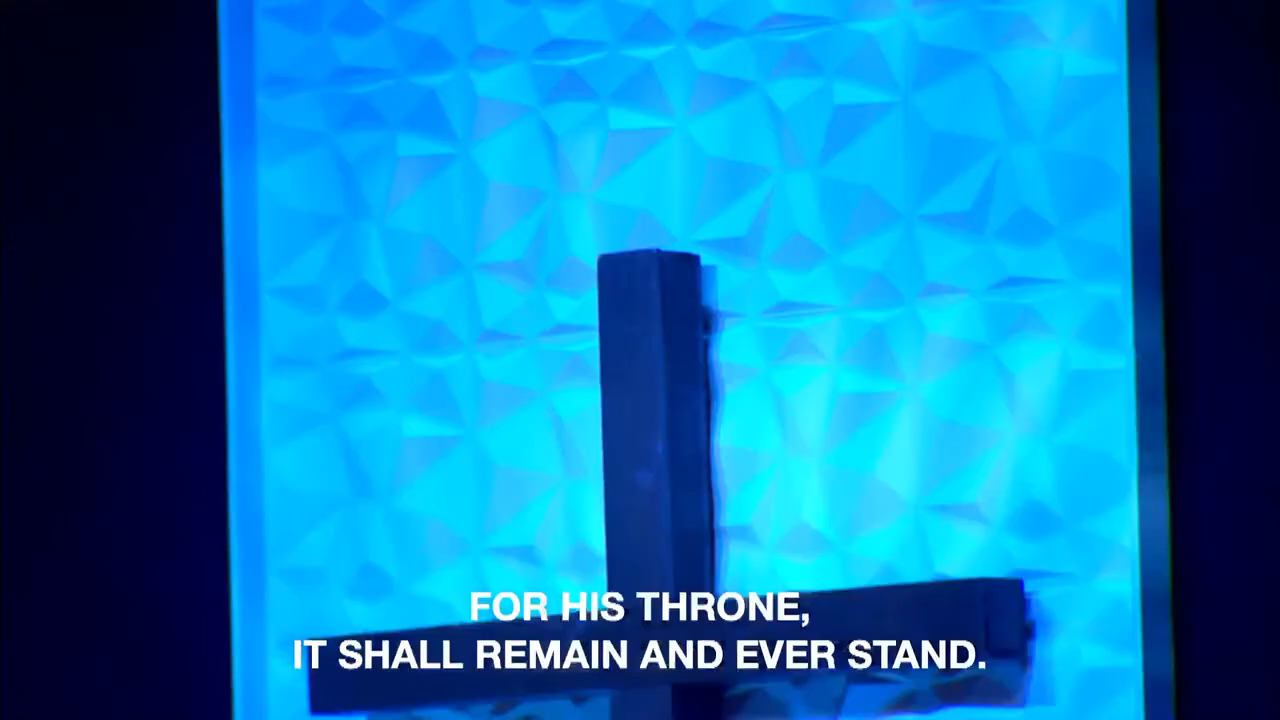 FOR HIS THRONE,
IT SHALL REMAIN AND EVER STAND.